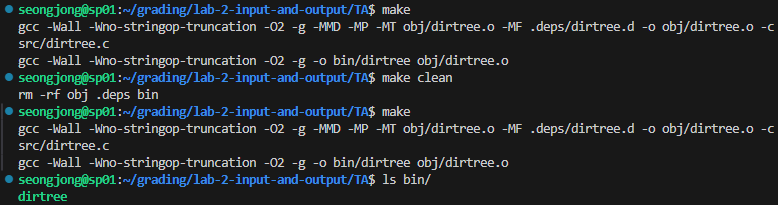 seongjong@sp01:~/grading/lab-2-input-and-output/TA$ make
gcc -Wall -Wno-stringop-truncation -O2 -g -MMD -MP -MT obj/dirtree.o -MF .deps/dirtree.d -o obj/dirtree.o -c
src/dirtree.c
gcc -Wall -Wno-stringop-truncation -O2 -g -o bin/dirtree obj/dirtree.o
seongjong@sp01:~/grading/lab-2-input-and-output/TA$ make clean
rm -rf obj .deps bin
seongjong@sp01:~/grading/lab-2-input-and-output/TA$ make
gcc -Wall -Wno-stringop-truncation -O2 -g -MMD -MP -MT obj/dirtree.o -MF .deps/dirtree.d -o obj/dirtree.o -c
src/dirtree.c
gcc -Wall -Wno-stringop-truncation -O2 -g -o bin/dirtree obj/dirtree.o
seongjong@sp01:~/grading/lab-2-input-and-output/TA$ ls bin/
dirtree